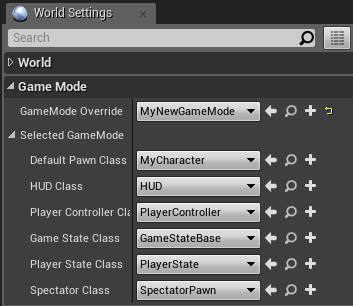 World Settings
Search
World
Game Mode
GameMode Override MyNewGameMode
Selected GameMode
Default Pawn Class MyCharacter
HUD Class HUD
Player Controller Cla PlayerController
Game State Class GameStateBase
Player State Class PlayerState
Spectator Class SpectatorPawn